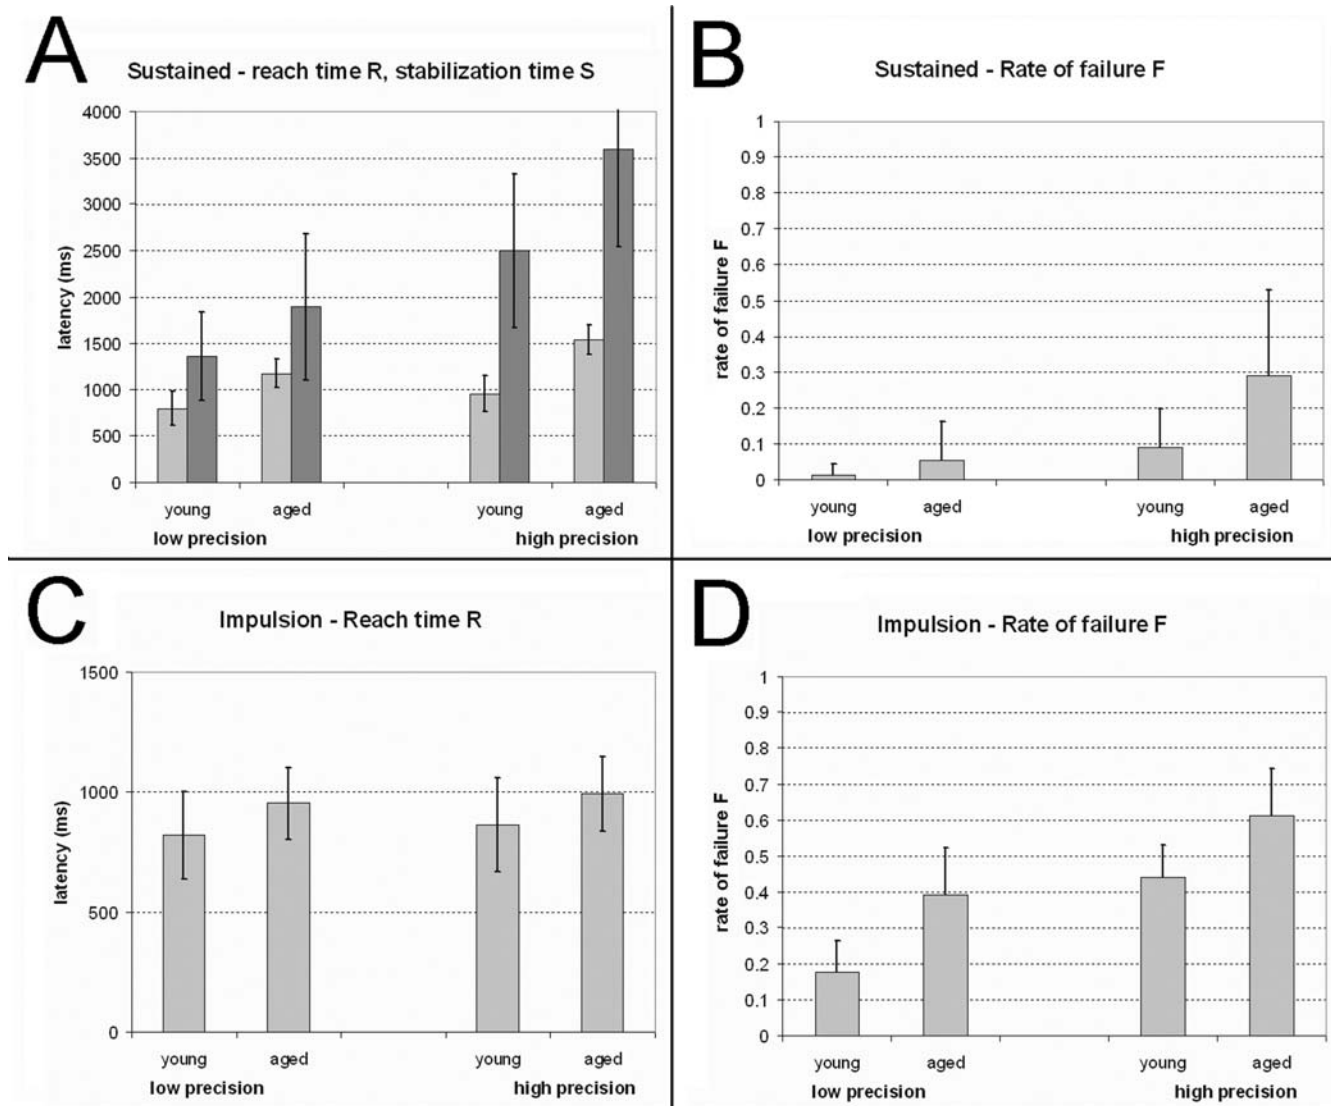 A
Sustained - reach time R, stabilization time S
4000
3500
3000
2500
2000
1500
1000
500
0
latency (ms)
young aged young aged
low precision high precision
B
Sustained - Rate of failure F
1
0.9
0.8
0.7
0.6
0.5
0.4
0.3
0.2
0.1
0
rate of failure F
young aged young aged
low precision high precision
C
Impulsion - Reach time R
1500
1000
500
0
latency (ms)
young aged young aged
low precision high precision
D
Impulsion - Rate of failure F
1
0.9
0.8
0.7
0.6
0.5
0.4
0.3
0.2
0.1
0
rate of failure F
young aged young aged
low precision high precision